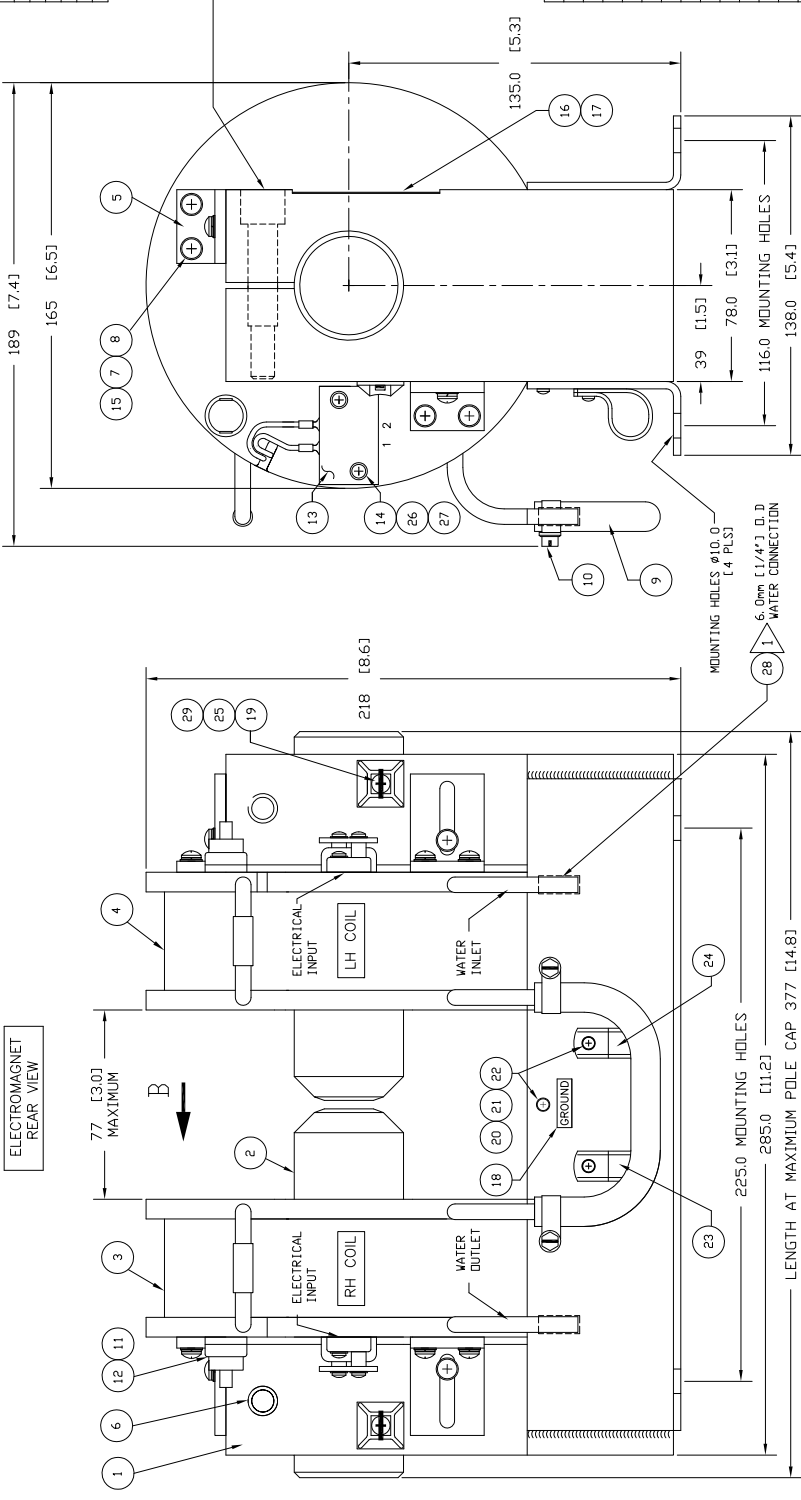 ELECTROMAGNET
REAR VIEW
77 [3.0]
MAXIMUM
B
1
6
12
11
3
2
4
29
25
19
218 [8.6]
ELECTRICAL
INPUT
RH COIL
ELECTRICAL
INPUT
LH COIL
WATER
OUTLET
WATER
INLET
18
20
21
22
GROUND
23
24
225.0 MOUNTING HOLES
285.0 [11.2]
LENGTH AT MAXIMIUM POLE CAP 377 [14.8]
28
1
6.0mm [1/4"] O.D
WATER CONNECTION
MOUNTING HOLES Ø10.0
[4 PLS]
189 [7.4]
165 [6.5]
15
7
8
5
13
14
26
27
1 2
10
9
16
17
135.0 [5.3]
39 [1.5]
78.0 [3.1]
116.0 MOUNTING HOLES
138.0 [5.4]